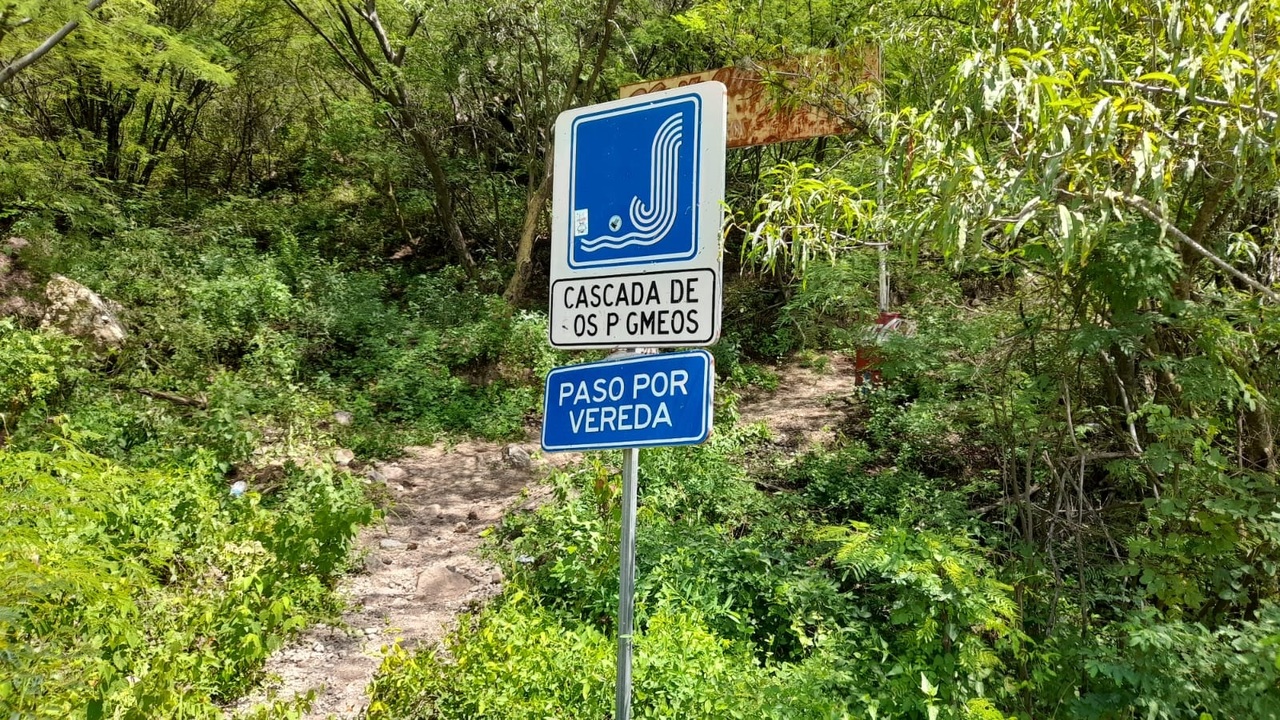 CASCADA DE
OS P GMEOS
PASO POR
VEREDA